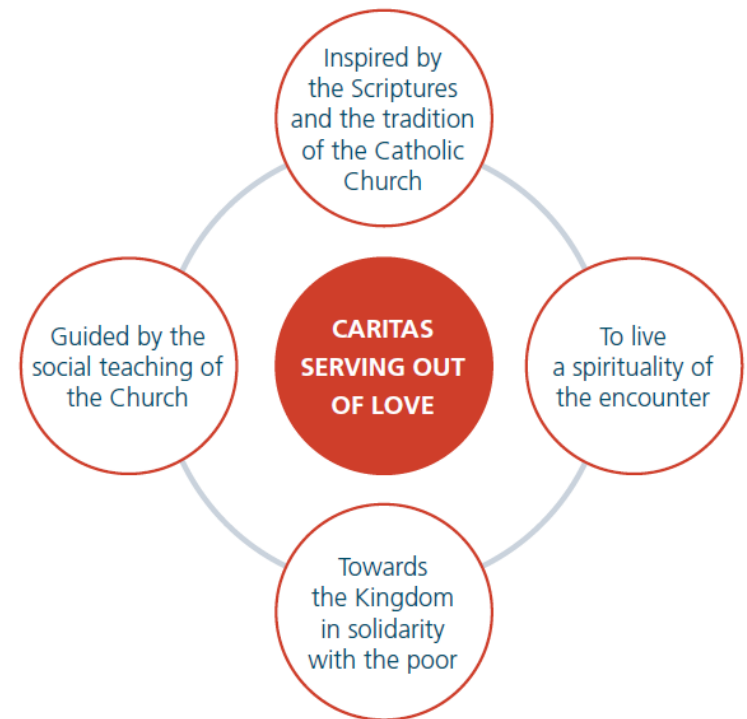 Inspired by
the Scriptures
and the tradition
of the Catholic
Church
Guided by the
social teaching of
the Church
CARITAS
SERVING OUT
OF LOVE
To live
a spirituality of
the encounter
Towards
the Kingdom
in solidarity
with the poor